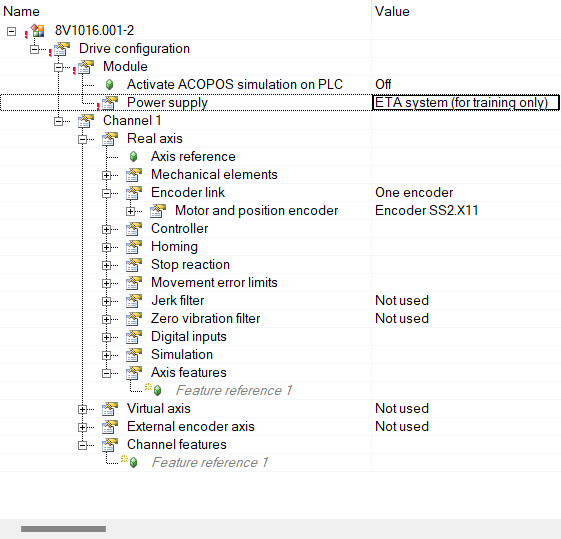 Name Value
8V1016.001-2
Drive configuration
Module
Activate ACOPOS simulation on PLC Off
Power supply ETA system (for training only)
Channel 1
Real axis
Axis reference
Mechanical elements
Encoder link One encoder
Motor and position encoder Encoder SS2.X11
Controller
Homing
Stop reaction
Movement error limits
Jerk filter Not used
Zero vibration filter Not used
Digital inputs
Simulation
Axis features
Feature reference 1
Virtual axis Not used
External encoder axis Not used
Channel features
Feature reference 1